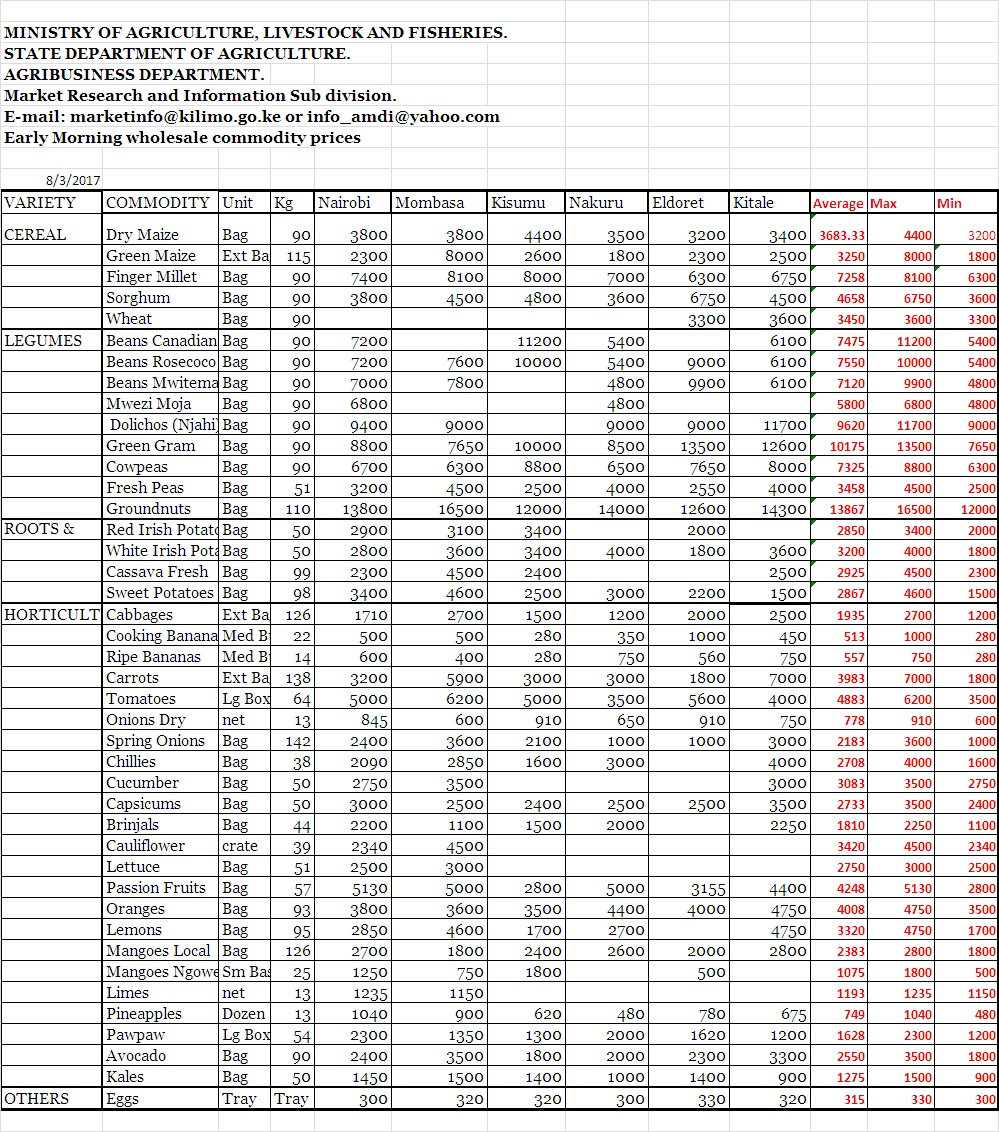 MINISTRY OF AGRICULTURE, LIVESTOCK AND FISHERIES.
STATE DEPARTMENT OF AGRICULTURE.
AGRIBUSINESS DEPARTMENT.
Market Research and Information Sub division.
E-mail: marketinfo@kilimo.go.ke or info_amdi@yahoo.com
Early Morning wholesale commodity prices
8/3/2017
VARIETY COMMODITY Unit Kg Nairobi Mombasa Kisumu Nakuru Eldoret Kitale Average Max Min
CEREAL Dry Maize Bag 90 3800 3800 4400 3500 3200 3400 3683.33 4400 3200
Green Maize Ext Ba 115 2300 8000 2600 1800 2300 2500 3250 8000 1800
Finger Millet Bag 90 7400 8100 8000 7000 6300 6750 7258 8100 6300
Sorghum Bag 90 3800 4500 4800 3600 6750 4500 4658 6750 3600
Wheat Bag 90 3300 3600 3450 3600 3300
LEGUMES Beans Canadian Bag 90 7200 11200 5400 6100 7475 11200 5400
Beans Rosecoco Bag 90 7200 7600 10000 5400 9000 6100 7550 10000 5400
Beans Mwitema Bag 90 7000 7800 4800 9900 6100 7120 9900 4800
Mwezi Moja Bag 90 6800 4800 5800 6800 4800
Dolichos (Njahi) Bag 90 9400 9000 9000 9000 11700 9620 11700 9000
Green Gram Bag 90 8800 7650 10000 8500 13500 12600 10175 13500 7650
Cowpeas Bag 90 6700 6300 8800 6500 7650 8000 7325 8800 6300
Fresh Peas Bag 51 3200 4500 2500 4000 2550 4000 3458 4500 2500
Groundnuts Bag 110 13800 16500 12000 14000 12600 14300 13867 16500 12000
ROOTS & Red Irish Potato Bag 50 2900 3100 3400 2000 2850 3400 2000
White Irish Pota Bag 50 2800 3600 3400 4000 1800 3600 3200 4000 1800
Cassava Fresh Bag 99 2300 4500 2400 2500 2925 4500 2300
Sweet Potatoes Bag 98 3400 4600 2500 3000 2200 1500 2867 4600 1500
HORTICULT Cabbages Ext Ba 126 1710 2700 1500 1200 2000 2500 1935 2700 1200
Cooking Banana Med B 22 500 500 280 350 1000 450 513 1000 280
Ripe Bananas Med B 14 600 400 280 750 560 750 557 750 280
Carrots Ext Ba 138 3200 5900 3000 3000 1800 7000 3983 7000 1800
Tomatoes Lg Box 64 5000 6200 5000 3500 5600 4000 4883 6200 3500
Onions Dry net 13 845 600 910 650 910 750 778 910 600
Spring Onions Bag 142 2400 3600 2100 1000 1000 3000 2183 3600 1000
Chillies Bag 38 2090 2850 1600 3000 4000 2708 4000 1600
Cucumber Bag 50 2750 3500 3000 3083 3500 2750
Capsicums Bag 50 3000 2500 2400 2500 2500 3500 2733 3500 2400
Brinjals Bag 44 2200 1100 1500 2000 2250 1810 2250 1100
Cauliflower crate 39 2340 4500 3420 4500 2340
Lettuce Bag 51 2500 3000 2750 3000 2500
Passion Fruits Bag 57 5130 5000 2800 5000 3155 4400 4248 5130 2800
Oranges Bag 93 3800 3600 3500 4400 4000 4750 4008 4750 3500
Lemons Bag 95 2850 4600 1700 2700 4750 3320 4750 1700
Mangoes Local Bag 126 2700 1800 2400 2600 2000 2800 2383 2800 1800
Mangoes Ngowe Sm Bas 25 1250 750 1800 500 1075 1800 500
Limes net 13 1235 1150 1193 1235 1150
Pineapples Dozen 13 1040 900 620 480 780 675 749 1040 480
Pawpaw Lg Box 54 2300 1350 1300 2000 1620 1200 1628 2300 1200
Avocado Bag 90 2400 3500 1800 2000 2300 3300 2550 3500 1800
Kales Bag 50 1450 1500 1400 1000 1400 900 1275 1500 900
OTHERS Eggs Tray Tray 300 320 320 300 330 320 315 330 300